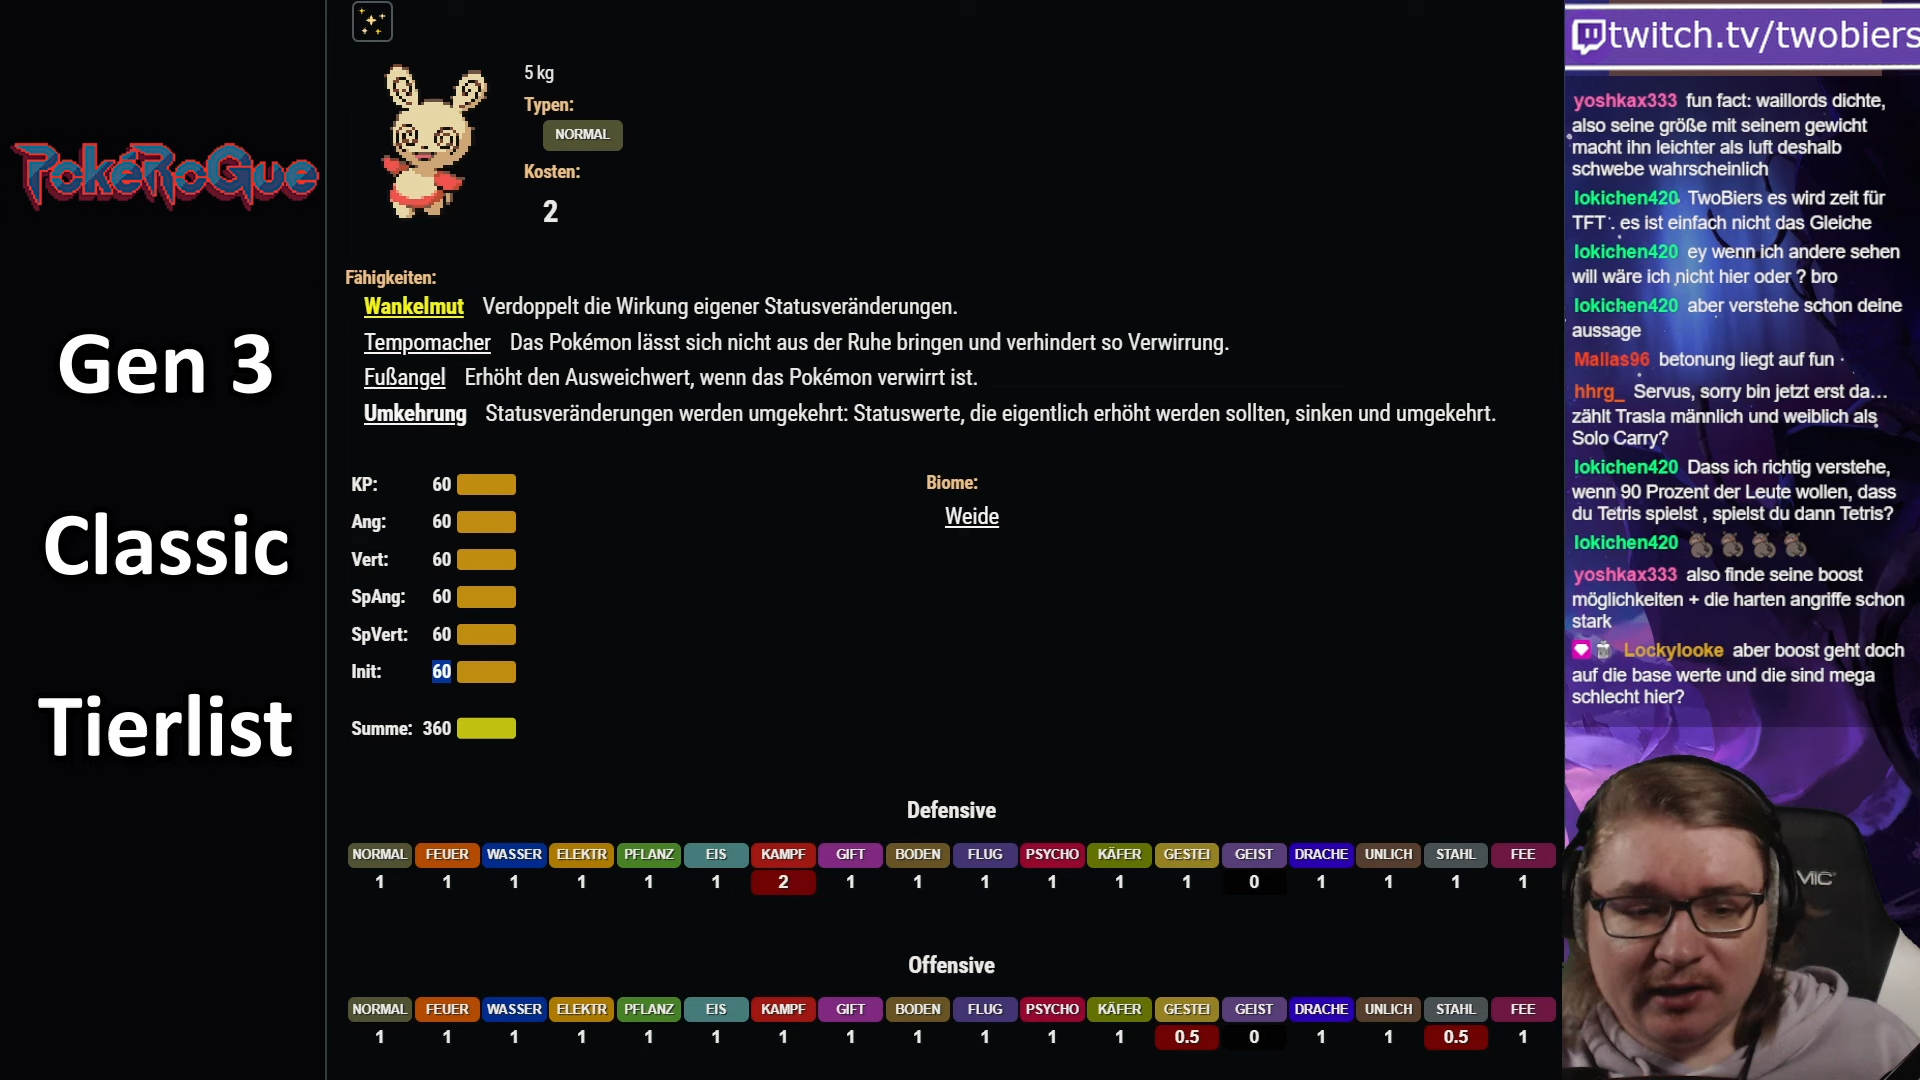 PokéRoGue
Gen 3
Classic
Tierlist
5 kg
Typen:
NORMAL
Kosten:
2
Fähigkeiten:
Wankelmut Verdoppelt die Wirkung eigener Statusveränderungen.
Tempomacher Das Pokémon lässt sich nicht aus der Ruhe bringen und verhindert so Verwirrung.
Fußangel Erhöht den Ausweichwert, wenn das Pokémon verwirrt ist.
Umkehrung Statusveränderungen werden umgekehrt: Statuswerte, die eigentlich erhöht werden sollten, sinken und umgekehrt.
KP: 60
Ang: 60
Vert: 60
SpAng: 60
SpVert: 60
Init: 60
Summe: 360
Biome:
Weide
Defensive
NORMAL FEUER WASSER ELEKTR PFLANZ EIS KAMPF GIFT BODEN FLUG PSYCHO KÄFER GESTEI GEIST DRACHE UNLICH STAHL FEE
1 1 1 1 1 1 2 1 1 1 1 1 1 0 1 1 1 1
Offensive
NORMAL FEUER WASSER ELEKTR PFLANZ EIS KAMPF GIFT BODEN FLUG PSYCHO KÄFER GESTEI GEIST DRACHE UNLICH STAHL FEE
1 1 1 1 1 1 1 1 1 1 1 1 0.5 0 1 1 0.5 1
twitch.tv/twobiers
yoshkax333 fun fact: waillords dichte,
also seine größe mit seinem gewicht
macht ihn leichter als luft deshalb
schwebe wahrscheinlich
lokichen420 TwoBiers es wird zeit für
TFT . es ist einfach nicht das Gleiche
lokichen420 ey wenn ich andere sehen
will wäre ich nicht hier oder ? bro
lokichen420 aber verstehe schon deine
aussage
Mallas96 betonung liegt auf fun
hhrg_ Servus, sorry bin jetzt erst da…
zählt Trasla männlich und weiblich als
Solo Carry?
lokichen420 Dass ich richtig verstehe,
wenn 90 Prozent der Leute wollen, dass
du Tetris spielst , spielst du dann Tetris?
lokichen420
yoshkax333 also finde seine boost
möglichkeiten + die harten angriffe schon
stark
Lockylooke aber boost geht doch
auf die base werte und die sind mega
schlecht hier?